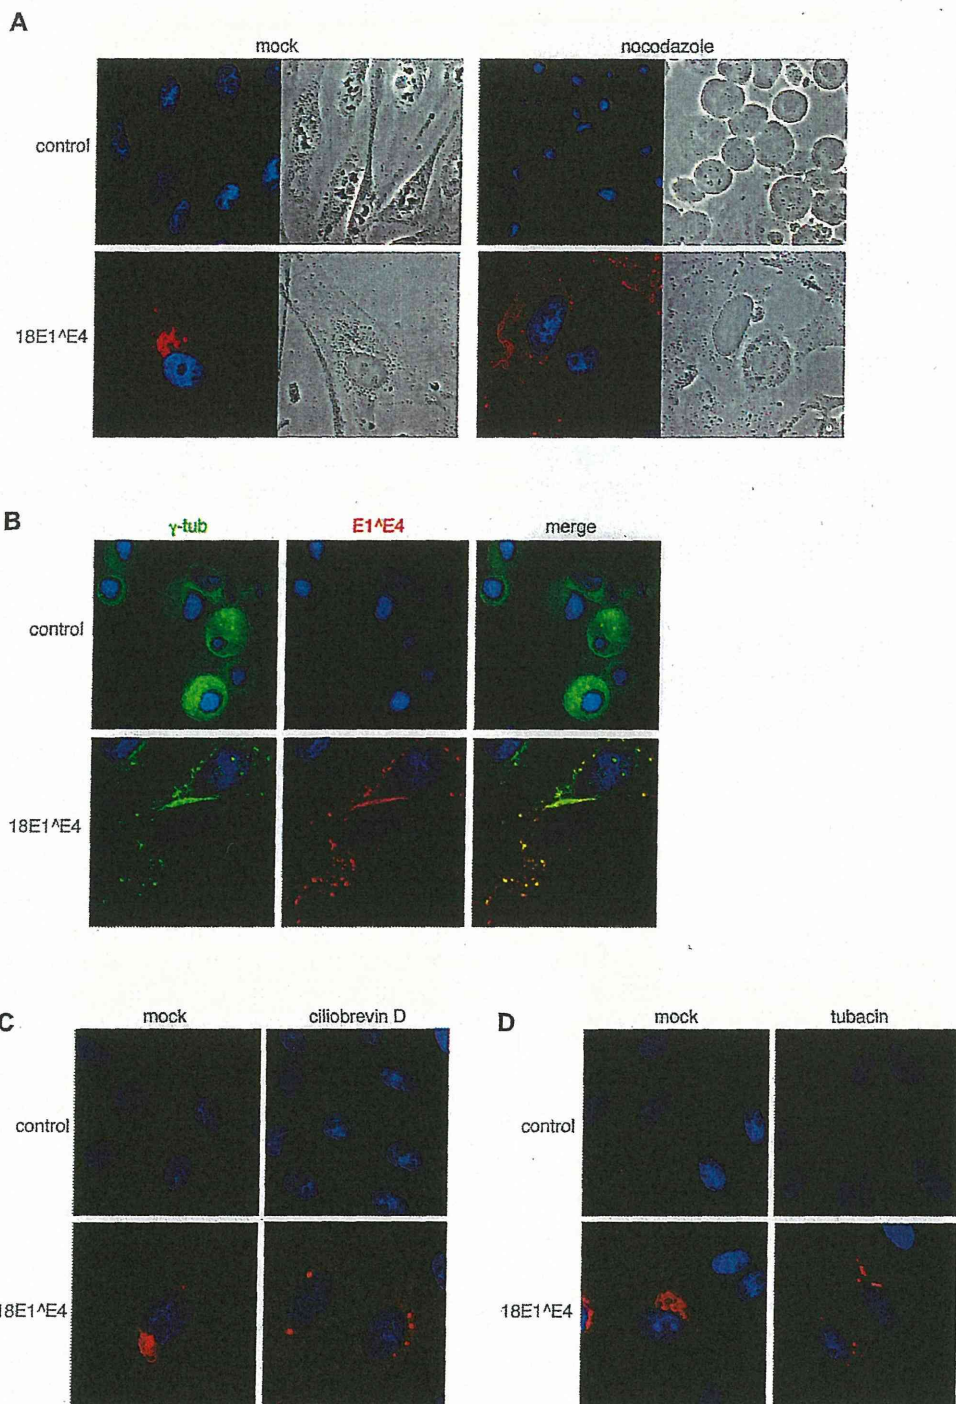 A
mock nocodazole
control
18E1^E4
B
γ-tub E1^E4 merge
control
18E1^E4
C
mock ciliobrevin D
control
18E1^E4
D
mock tubacin
control
18E1^E4